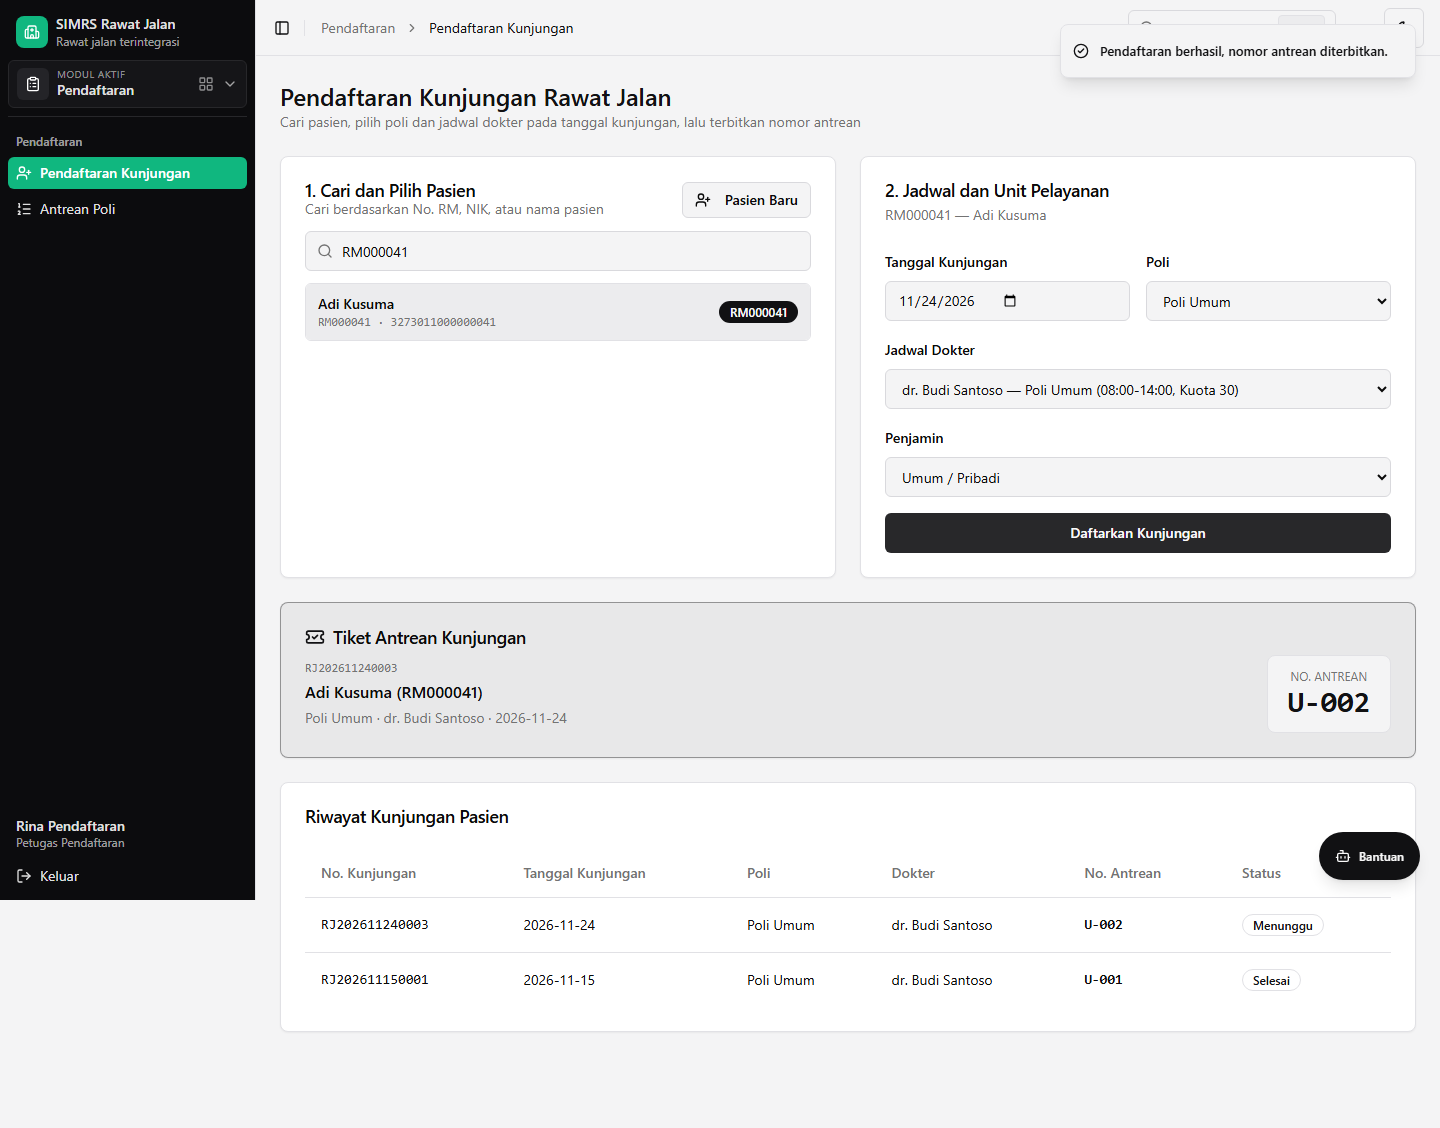 SIMRS Rawat Jalan
Rawat jalan terintegrasi
MODUL AKTIF
Pendaftaran
Pendaftaran
Pendaftaran Kunjungan
Antrean Poli
Rina Pendaftaran
Petugas Pendaftaran
Keluar
Pendaftaran > Pendaftaran Kunjungan
Pendaftaran berhasil, nomor antrean diterbitkan.
Pendaftaran Kunjungan Rawat Jalan
Cari pasien, pilih poli dan jadwal dokter pada tanggal kunjungan, lalu terbitkan nomor antrean
1. Cari dan Pilih Pasien
Cari berdasarkan No. RM, NIK, atau nama pasien
Pasien Baru
RM000041
Adi Kusuma
RM000041 · 3273011000000041
RM000041
2. Jadwal dan Unit Pelayanan
RM000041 — Adi Kusuma
Tanggal Kunjungan
11/24/2026
Poli
Poli Umum
Jadwal Dokter
dr. Budi Santoso — Poli Umum (08:00-14:00, Kuota 30)
Penjamin
Umum / Pribadi
Daftarkan Kunjungan
Tiket Antrean Kunjungan
RJ202611240003
Adi Kusuma (RM000041)
Poli Umum · dr. Budi Santoso · 2026-11-24
NO. ANTREAN
U-002
Riwayat Kunjungan Pasien
No. Kunjungan Tanggal Kunjungan Poli Dokter No. Antrean Status
RJ202611240003 2026-11-24 Poli Umum dr. Budi Santoso U-002 Menunggu
RJ202611150001 2026-11-15 Poli Umum dr. Budi Santoso U-001 Selesai
Bantuan